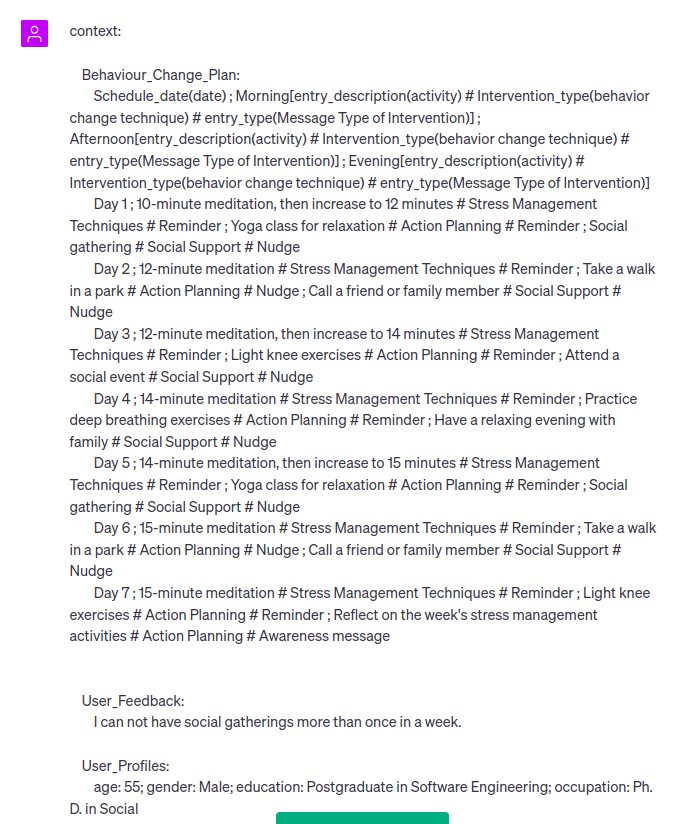 context:
Behaviour_Change_Plan:
Schedule_date(date) ; Morning[entry_description(activity) # Intervention_type(behavior
change technique) # entry_type(Message Type of Intervention)] ;
Afternoon[entry_description(activity) # Intervention_type(behavior change technique) #
entry_type(Message Type of Intervention)] ; Evening[entry_description(activity) #
Intervention_type(behavior change technique) # entry_type(Message Type of Intervention)]
Day 1 ; 10-minute meditation, then increase to 12 minutes # Stress Management
Techniques # Reminder ; Yoga class for relaxation # Action Planning # Reminder ; Social
gathering # Social Support # Nudge
Day 2 ; 12-minute meditation # Stress Management Techniques # Reminder ; Take a walk
in a park # Action Planning # Nudge ; Call a friend or family member # Social Support #
Nudge
Day 3 ; 12-minute meditation, then increase to 14 minutes # Stress Management
Techniques # Reminder ; Light knee exercises # Action Planning # Reminder ; Attend a
social event # Social Support # Nudge
Day 4 ; 14-minute meditation # Stress Management Techniques # Reminder ; Practice
deep breathing exercises # Action Planning # Reminder ; Have a relaxing evening with
family # Social Support # Nudge
Day 5 ; 14-minute meditation, then increase to 15 minutes # Stress Management
Techniques # Reminder ; Yoga class for relaxation # Action Planning # Reminder ; Social
gathering # Social Support # Nudge
Day 6 ; 15-minute meditation # Stress Management Techniques # Reminder ; Take a walk
in a park # Action Planning # Nudge ; Call a friend or family member # Social Support #
Nudge
Day 7 ; 15-minute meditation # Stress Management Techniques # Reminder ; Light knee
exercises # Action Planning # Reminder ; Reflect on the week's stress management
activities # Action Planning # Awareness message
User_Feedback:
I can not have social gatherings more than once in a week.
User_Profiles:
age: 55; gender: Male; education: Postgraduate in Software Engineering; occupation: Ph.
D. in Social